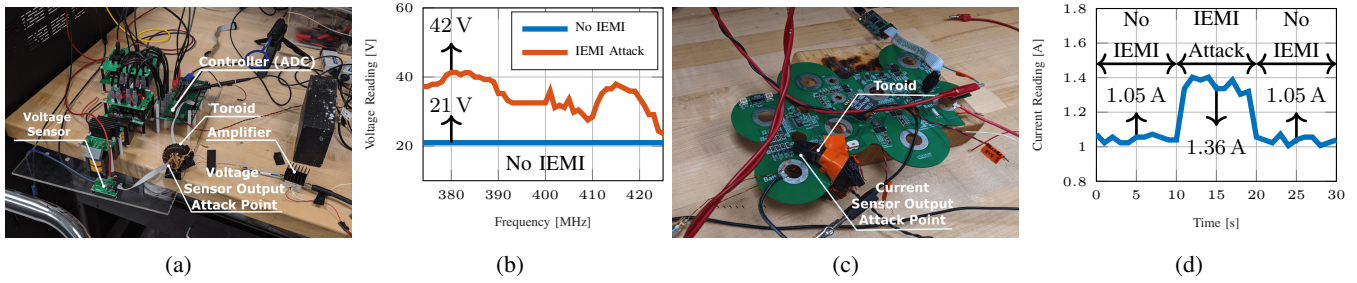 Controller (ADC)
Toroid
Amplifier
Voltage
Sensor
Voltage
Sensor Output
Attack Point
(a)
60
40
20
Voltage Reading [V]
42 V
21 V
No IEMI
IEMI Attack
No IEMI
380
390
400
410
420
Frequency [MHz]
(b)
Toroid
Current
Sensor Output
Attack Point
(c)
1.8
1.6
1.4
1.2
1
0.8
Current Reading [A]
No
IEMI
IEMI
Attack
No
IEMI
1.05 A
1.36 A
1.05 A
0
5
10
15
20
25
30
Time [s]
(d)